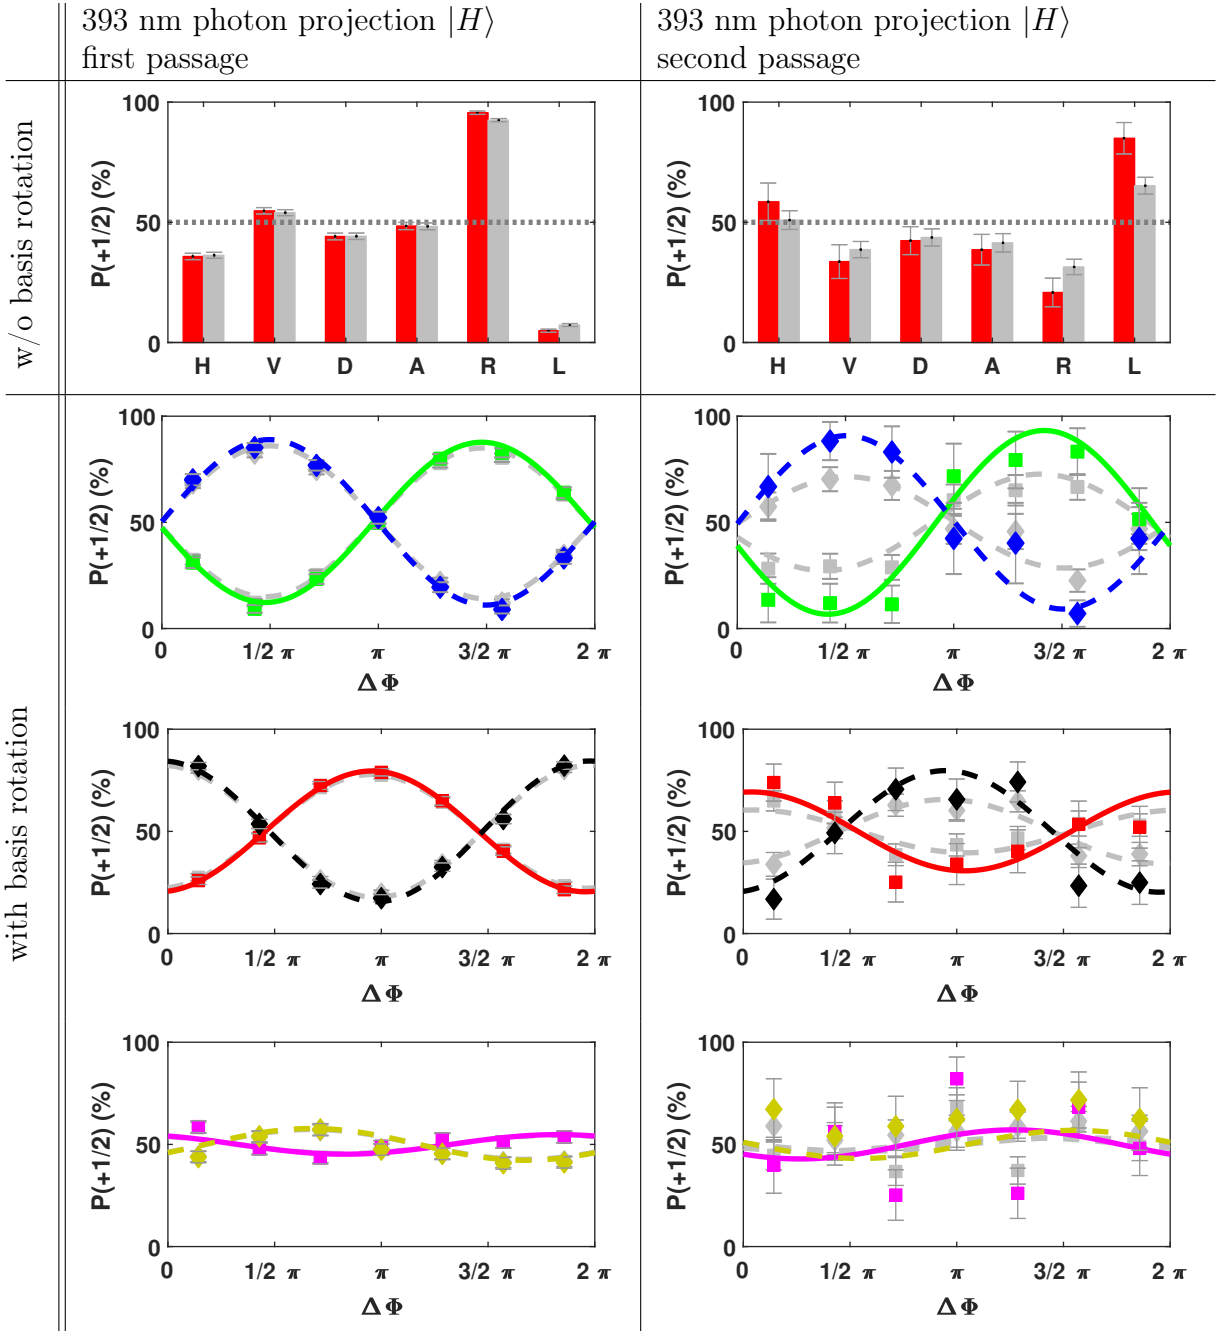 393 nm photon projection |H⟩
first passage
393 nm photon projection |H⟩
second passage
w/o basis rotation
P(+1/2) (%)
100
50
0
H V D A R L
P(+1/2) (%)
100
50
0
H V D A R L
with basis rotation
P(+1/2) (%)
100
50
0
0 1/2 π π 3/2 π 2 π
ΔΦ
P(+1/2) (%)
100
50
0
0 1/2 π π 3/2 π 2 π
ΔΦ
P(+1/2) (%)
100
50
0
0 1/2 π π 3/2 π 2 π
ΔΦ
P(+1/2) (%)
100
50
0
0 1/2 π π 3/2 π 2 π
ΔΦ
P(+1/2) (%)
100
50
0
0 1/2 π π 3/2 π 2 π
ΔΦ
P(+1/2) (%)
100
50
0
0 1/2 π π 3/2 π 2 π
ΔΦ